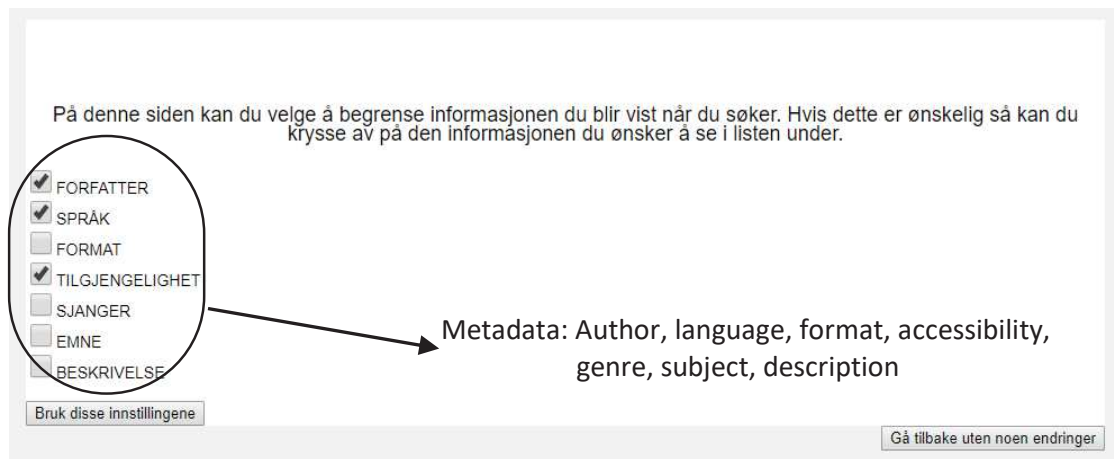 På denne siden kan du velge å begrense informasjonen du blir vist når du søker. Hvis dette er ønskelig så kan du
krysse av på den informasjonen du ønsker å se i listen under.
FORFATTER
SPRÅK
FORMAT
TILGJENGELIGHET
SJANGER
EMNE
BESKRIVELSE
Metadata: Author, language, format, accessibility,
genre, subject, description
Bruk disse innstillingene
Gå tilbake uten noen endringer